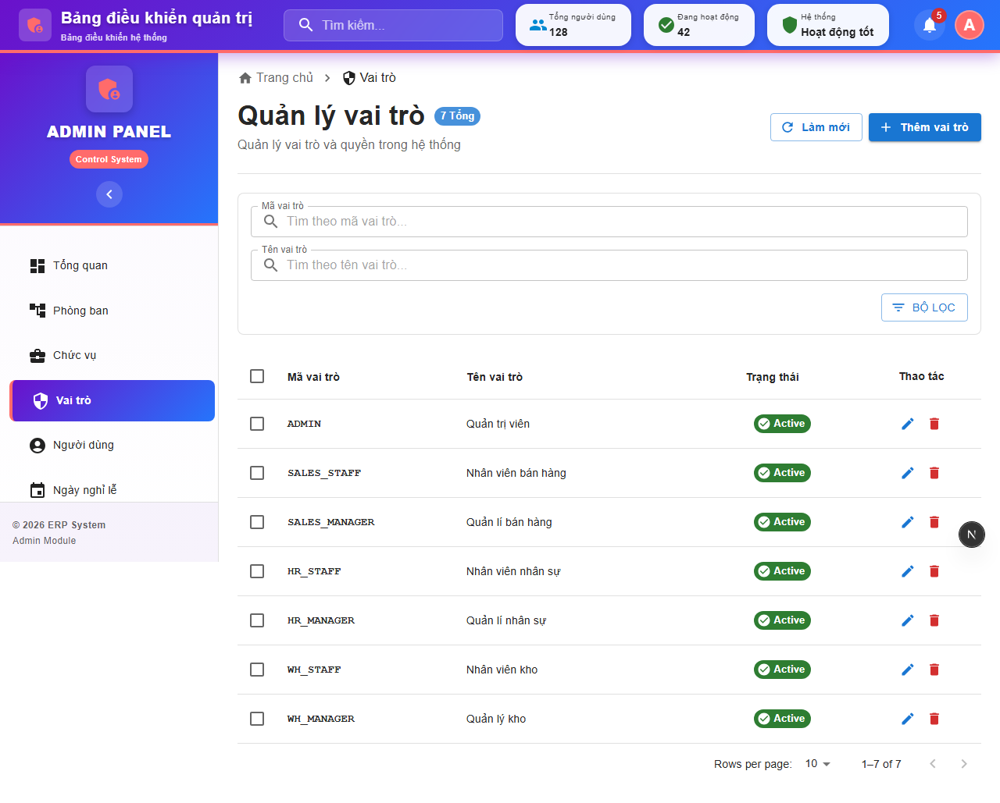 Bảng điều khiển quản trị
Bảng điều khiển hệ thống
Tìm kiếm...
Tổng người dùng
128
Đang hoạt động
42
Hệ thống
Hoạt động tốt
5
A
ADMIN PANEL
Control System
Tổng quan
Phòng ban
Chức vụ
Vai trò
Người dùng
Ngày nghỉ lễ
© 2026 ERP System
Admin Module
Trang chủ
Vai trò
Quản lý vai trò 7 Tổng
Quản lý vai trò và quyền trong hệ thống
Làm mới
Thêm vai trò
Mã vai trò
Tìm theo mã vai trò...
Tên vai trò
Tìm theo tên vai trò...
BỘ LỌC
Mã vai trò Tên vai trò Trạng thái Thao tác
ADMIN Quản trị viên Active
SALES_STAFF Nhân viên bán hàng Active
SALES_MANAGER Quản lí bán hàng Active
HR_STAFF Nhân viên nhân sự Active
HR_MANAGER Quản lí nhân sự Active
WH_STAFF Nhân viên kho Active
WH_MANAGER Quản lý kho Active
N
Rows per page: 10 1–7 of 7